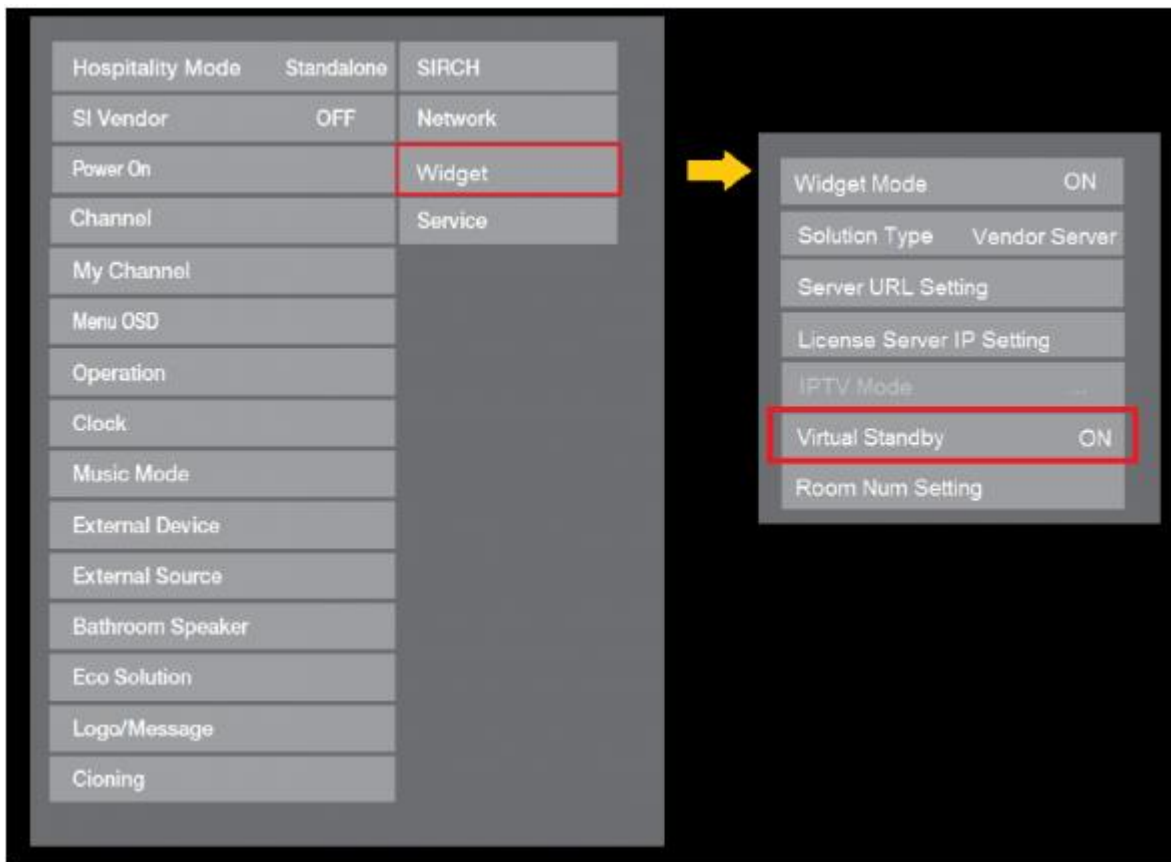 Hospitality Mode Standalone SIRCH
SI Vendor OFF Network
Power On Widget
Channel Service
My Channel
Menu OSD
Operation
Clock
Music Mode
External Device
External Source
Bathroom Speaker
Eco Solution
Logo/Message
Cioning
Widget Mode ON
Solution Type Vendor Server
Server URL Setting
License Server IP Setting
IPTV Mode ...
Virtual Standby ON
Room Num Setting